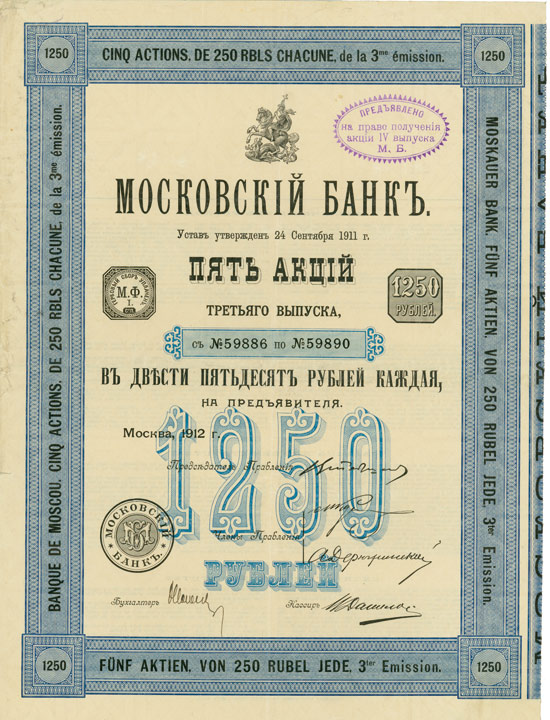 1250
CINQ ACTIONS, DE 250 RBLS CHACUNE, de la 3me émission.
1250
ПРЕДЪЯВЛЕНО
на право полученія
акцій IV выпуска
М. Б.
МОСКОВСКІЙ БАНКЪ.
Уставъ утвержденъ 24 Сентября 1911 г.
ПЯТЬ АКЦІЙ
М.Ф.
I.
1250
РУБЛЕЙ.
ТРЕТЬЯГО ВЫПУСКА,
съ №59886 по №59890
ВЪ ДВѢСТИ ПЯТЬДЕСЯТЪ РУБЛЕЙ КАЖДАЯ,
НА ПРЕДЪЯВИТЕЛЯ.
Москва, 1912 г.
1250
Предсѣдатель Правленія
Члены Правленія
МОСКОВСКІЙ
БАНКЪ.
РУБЛЕЙ
Бухгалтеръ
Кассиръ
BANQUE DE MOSCOU. CINQ ACTIONS, DE 250 RBLS CHACUNE, de la 3me émission.
MOSKAUER BANK. FÜNF AKTIEN, VON 250 RUBEL JEDE, 3ter Emission.
1250
FÜNF AKTIEN, VON 250 RUBEL JEDE, 3ter Emission.
1250